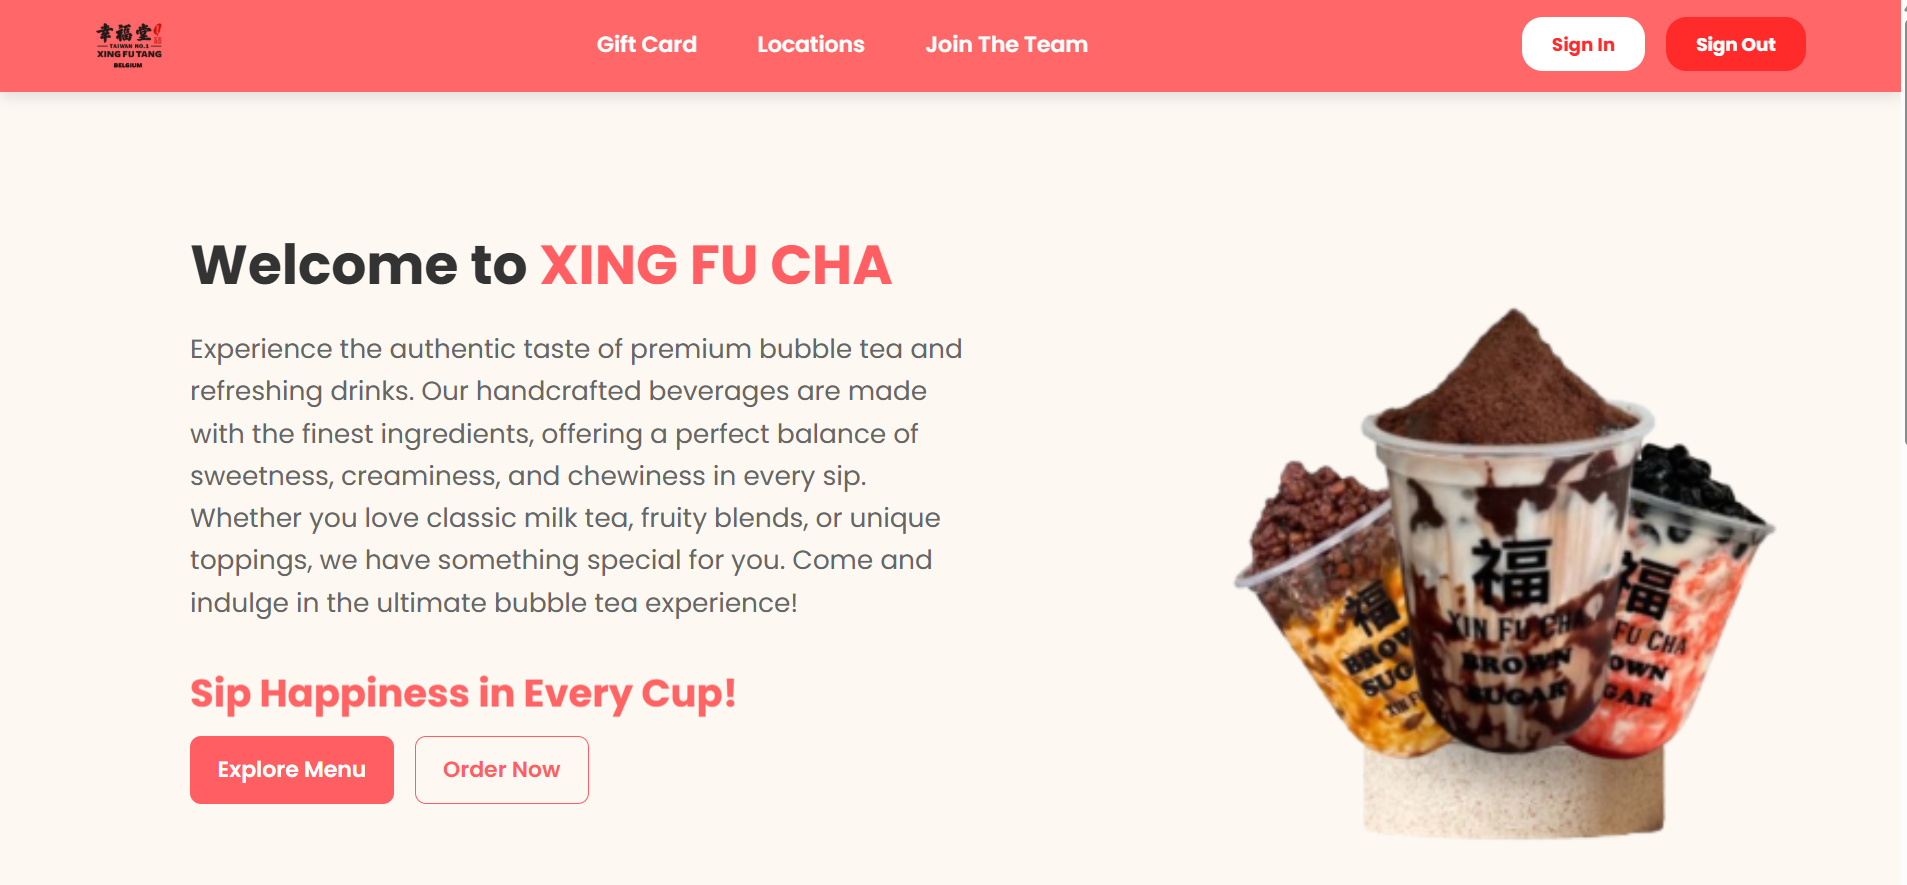 幸福堂
TAIWAN NO.1
XING FU TANG
BELGIUM
Gift Card
Locations
Join The Team
Sign In
Sign Out
Welcome to XING FU CHA
Experience the authentic taste of premium bubble tea and
refreshing drinks. Our handcrafted beverages are made
with the finest ingredients, offering a perfect balance of
sweetness, creaminess, and chewiness in every sip.
Whether you love classic milk tea, fruity blends, or unique
toppings, we have something special for you. Come and
indulge in the ultimate bubble tea experience!
Sip Happiness in Every Cup!
Explore Menu
Order Now
福
BROW
SUG
XIN F
福
XIN FU CHA
BROWN
SUGAR
福
FU CHA
OWN
GAR